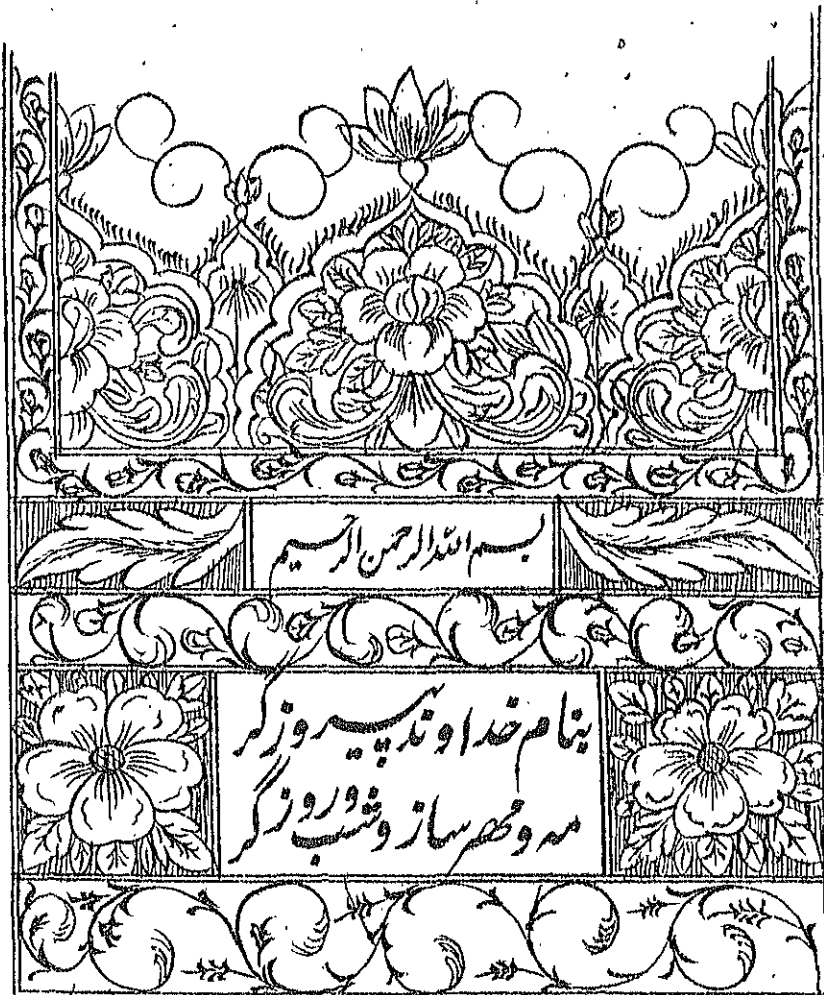 بسم الله الرحمن الرحیم
بنام خداوند پیروزگر
مه و مهر ساز و شب و روزگر